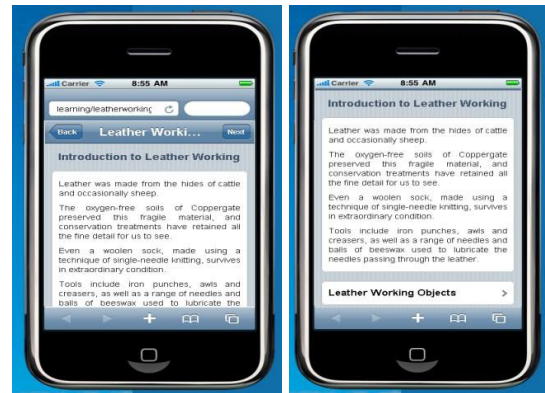 Carrier 8:55 AM
learning/leatherworking
Back Leather Worki... Next
Introduction to Leather Working
Leather was made from the hides of cattle
and occasionally sheep.
The oxygen-free soils of Coppergate
preserved this fragile material, and
conservation treatments have retained all
the fine detail for us to see.
Even a woolen sock, made using a
technique of single-needle knitting, survives
in extraordinary condition.
Tools include iron punches, awls and
creasers, as well as a range of needles and
balls of beeswax used to lubricate the
Carrier 8:55 AM
Introduction to Leather Working
Leather was made from the hides of cattle
and occasionally sheep.
The oxygen-free soils of Coppergate
preserved this fragile material, and
conservation treatments have retained all
the fine detail for us to see.
Even a woolen sock, made using a
technique of single-needle knitting, survives
in extraordinary condition.
Tools include iron punches, awls and
creasers, as well as a range of needles and
balls of beeswax used to lubricate the
needles passing through the leather.
Leather Working Objects